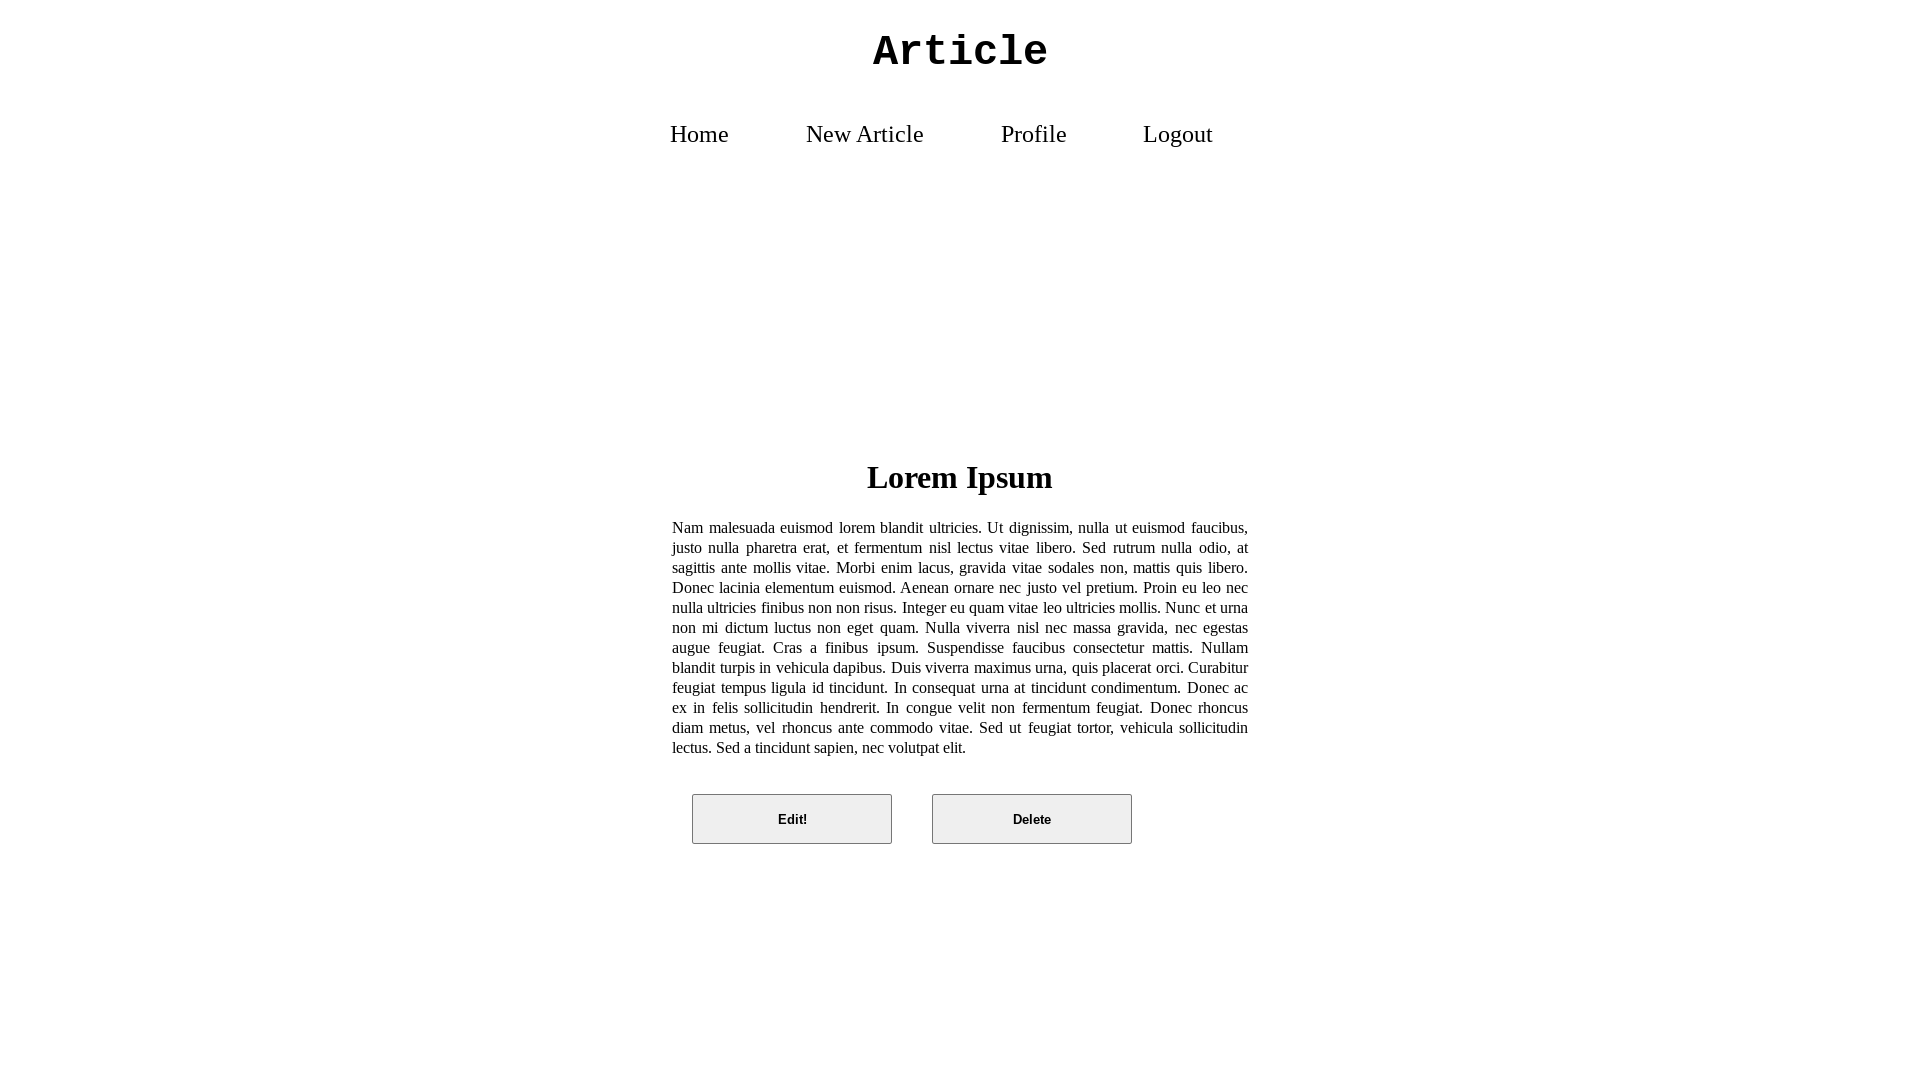 Article
Home New Article Profile Logout
Lorem Ipsum
Nam malesuada euismod lorem blandit ultricies. Ut dignissim, nulla ut euismod faucibus,
justo nulla pharetra erat, et fermentum nisl lectus vitae libero. Sed rutrum nulla odio, at
sagittis ante mollis vitae. Morbi enim lacus, gravida vitae sodales non, mattis quis libero.
Donec lacinia elementum euismod. Aenean ornare nec justo vel pretium. Proin eu leo nec
nulla ultricies finibus non non risus. Integer eu quam vitae leo ultricies mollis. Nunc et urna
non mi dictum luctus non eget quam. Nulla viverra nisl nec massa gravida, nec egestas
augue feugiat. Cras a finibus ipsum. Suspendisse faucibus consectetur mattis. Nullam
blandit turpis in vehicula dapibus. Duis viverra maximus urna, quis placerat orci. Curabitur
feugiat tempus ligula id tincidunt. In consequat urna at tincidunt condimentum. Donec ac
ex in felis sollicitudin hendrerit. In congue velit non fermentum feugiat. Donec rhoncus
diam metus, vel rhoncus ante commodo vitae. Sed ut feugiat tortor, vehicula sollicitudin
lectus. Sed a tincidunt sapien, nec volutpat elit.
Edit! Delete